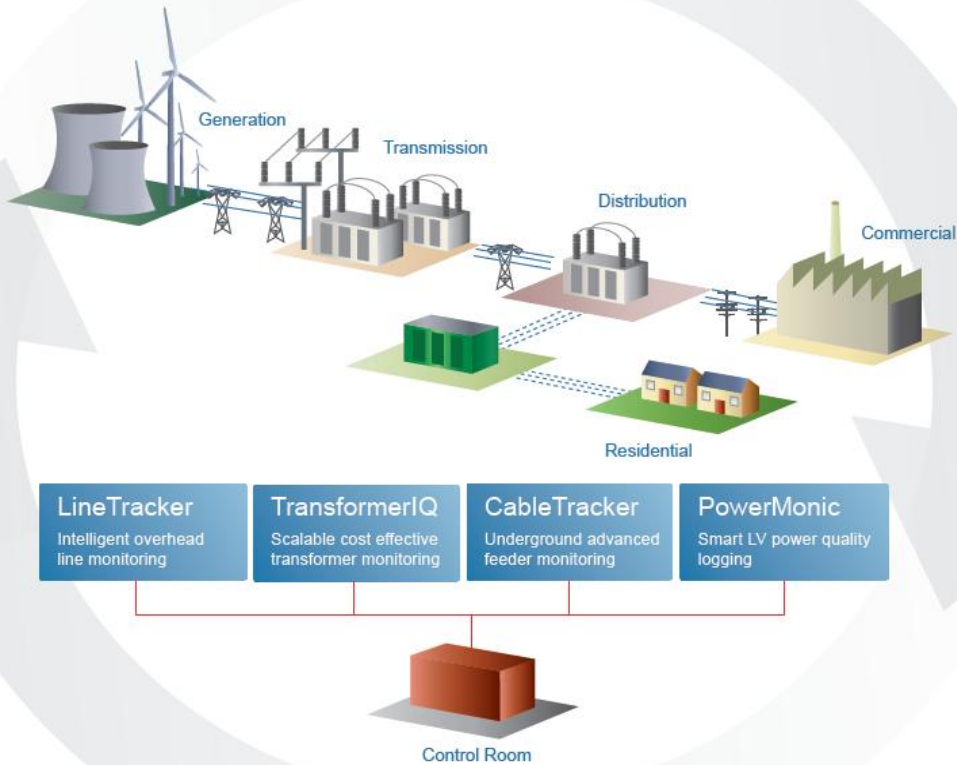 Generation
Transmission
Distribution
Commercial
Residential
LineTracker
Intelligent overhead
line monitoring
TransformerIQ
Scalable cost effective
transformer monitoring
CableTracker
Underground advanced
feeder monitoring
PowerMonic
Smart LV power quality
logging
Control Room